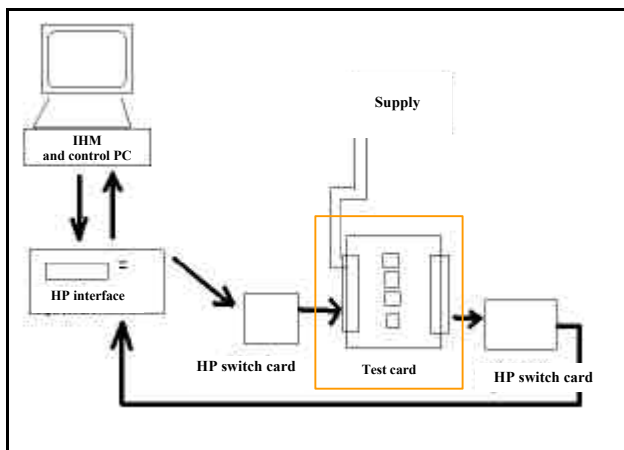 Supply
IHM
and control PC
HP interface
HP switch card
Test card
HP switch card